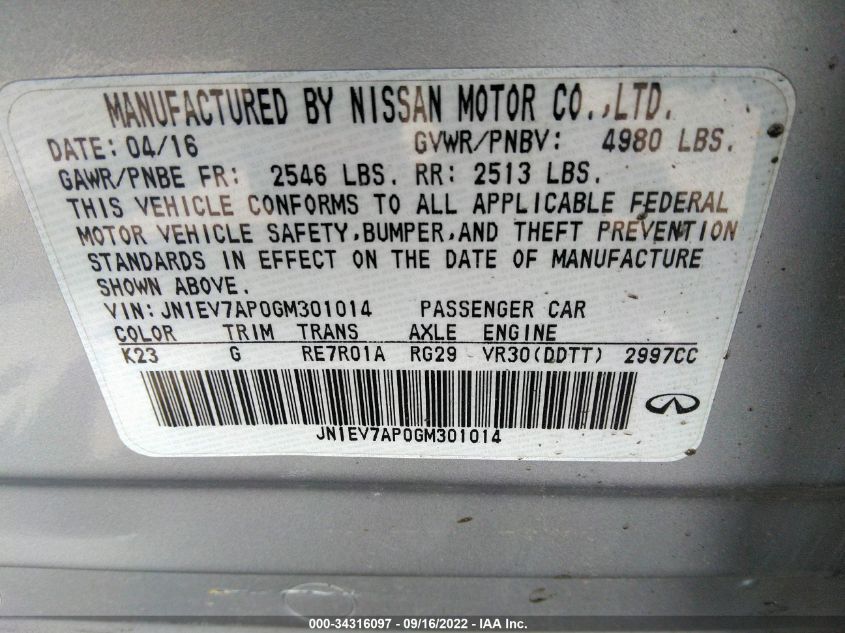 MANUFACTURED BY NISSAN MOTOR CO.,LTD.
DATE: 04/16 GVWR/PNBV: 4980 LBS.
GAWR/PNBE FR: 2546 LBS. RR: 2513 LBS.
THIS VEHICLE CONFORMS TO ALL APPLICABLE FEDERAL
MOTOR VEHICLE SAFETY,BUMPER,AND THEFT PREVENTION
STANDARDS IN EFFECT ON THE DATE OF MANUFACTURE
SHOWN ABOVE.
VIN: JN1EV7AP0GM301014 PASSENGER CAR
COLOR TRIM TRANS AXLE ENGINE
K23 G RE7R01A RG29 VR30(DDTT) 2997CC
JN1EV7AP0GM301014
000-34316097 - 09/16/2022 - IAA Inc.